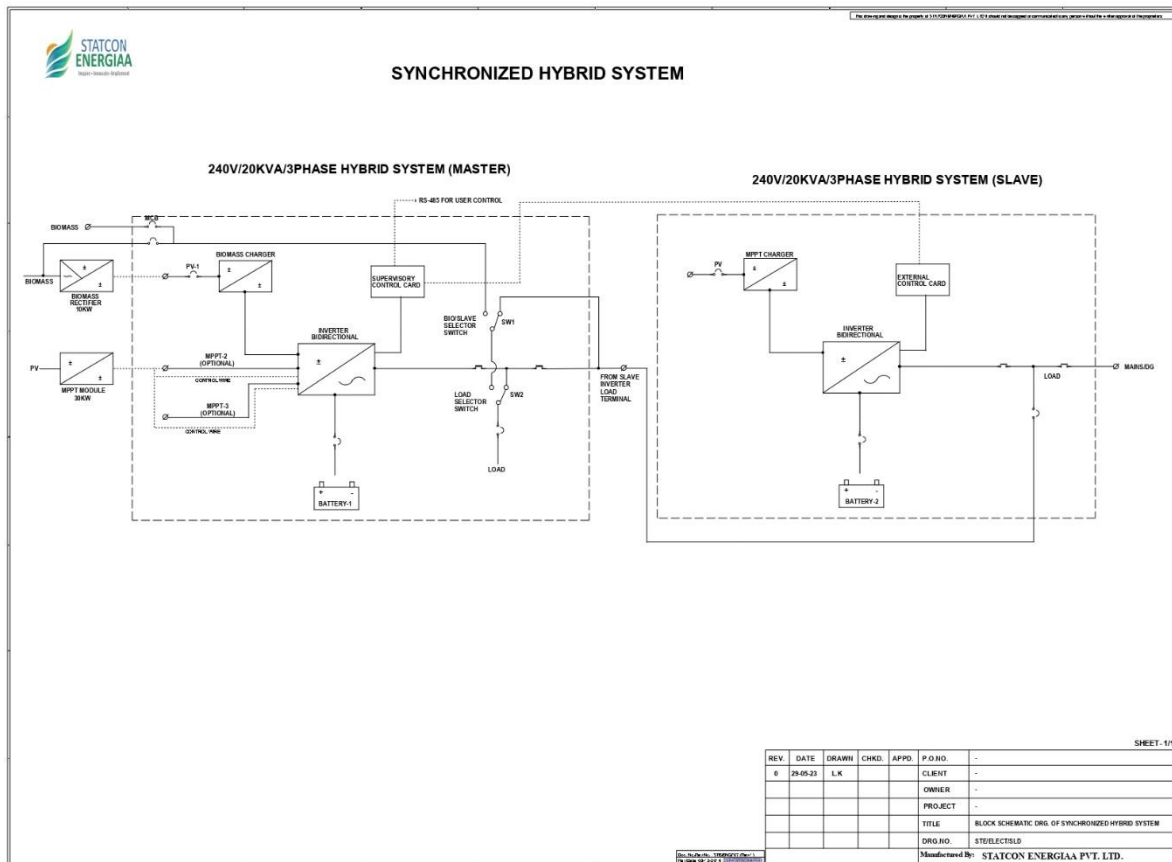 STATCON
ENERGIAA
SYNCHRONIZED HYBRID SYSTEM
240V/20KVA/3PHASE HYBRID SYSTEM (MASTER)
240V/20KVA/3PHASE HYBRID SYSTEM (SLAVE)
RS-485 FOR USER CONTROL
MCB
BIOMASS
BIOMASS
BIOMASS
RECTIFIER
10KW
PV-1
BIOMASS CHARGER
SUPERVISORY
CONTROL CARD
BIO/SLAVE
SELECTOR
SWITCH
SW1
INVERTER
BIDIRECTIONAL
PV
MPPT MODULE
30KW
MPPT-2
(OPTIONAL)
CONTROL WIRE
MPPT-3
(OPTIONAL)
CONTROL WIRE
LOAD
SELECTOR
SWITCH
SW2
LOAD
FROM SLAVE
INVERTER
LOAD
TERMINAL
+ -
BATTERY-1
PV
MPPT CHARGER
EXTERNAL
CONTROL CARD
INVERTER
BIDIRECTIONAL
LOAD
MAINS/DG
+ -
BATTERY-2
SHEET- 1/1
REV. DATE DRAWN CHKD. APPD. P.O.NO. -
0 29-05-23 L.K CLIENT -
OWNER -
PROJECT -
TITLE BLOCK SCHEMATIC DRG. OF SYNCHRONIZED HYBRID SYSTEM
DRG.NO. STE/ELECT/SLD
Manufactured By: STATCON ENERGIAA PVT. LTD.